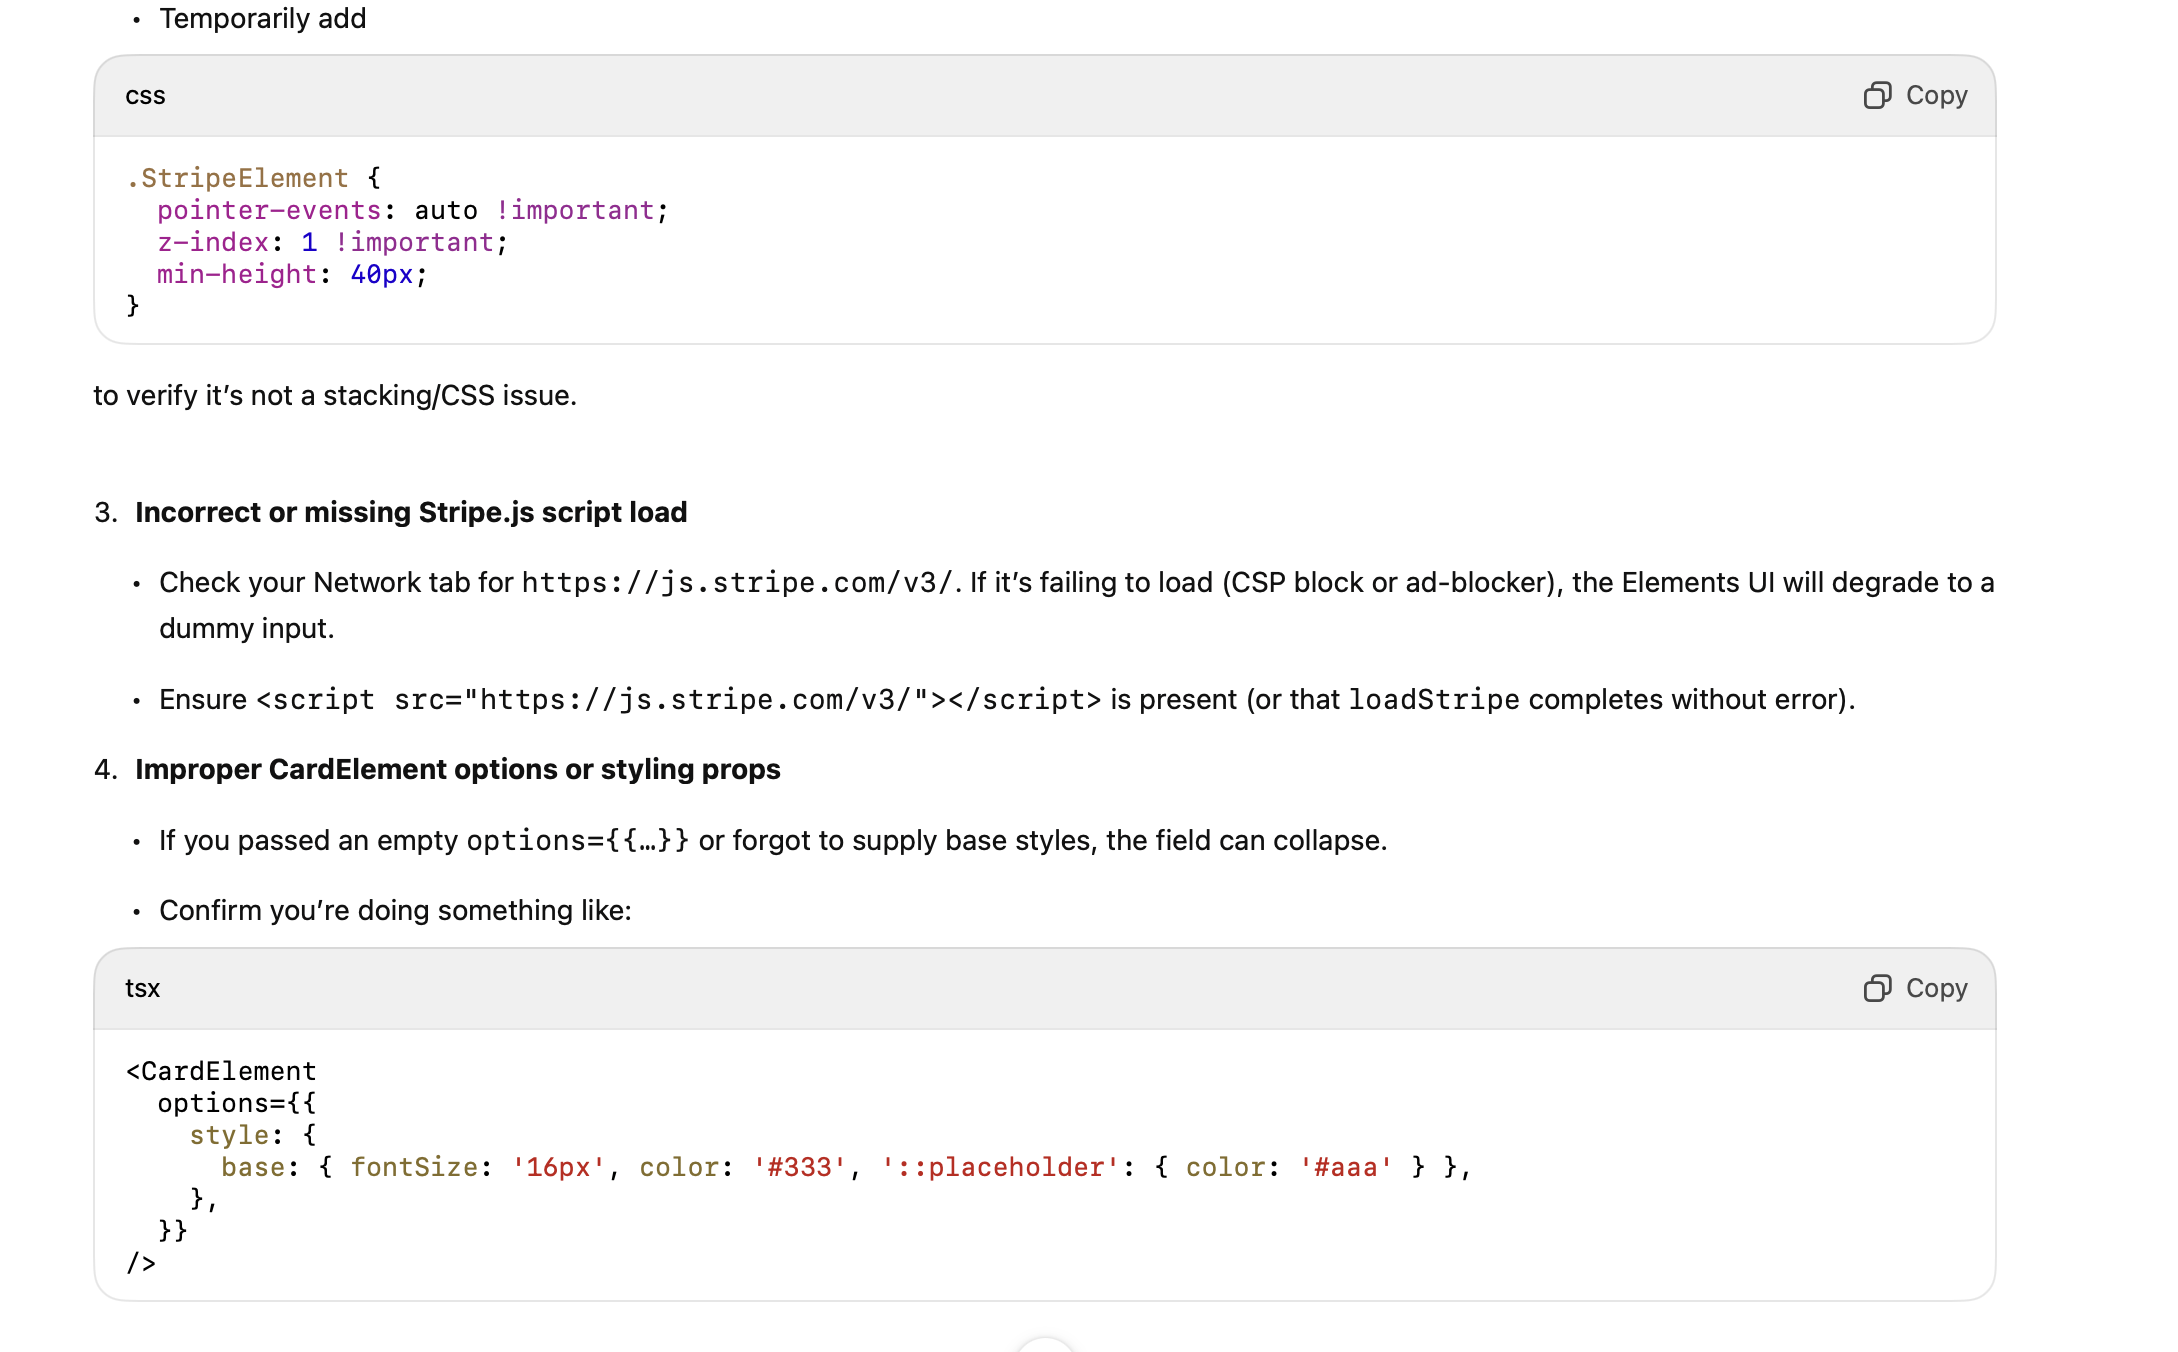 • Temporarily add
css
Copy
.StripeElement {
  pointer-events: auto !important;
  z-index: 1 !important;
  min-height: 40px;
}
to verify it’s not a stacking/CSS issue.
3. Incorrect or missing Stripe.js script load
• Check your Network tab for https://js.stripe.com/v3/. If it’s failing to load (CSP block or ad-blocker), the Elements UI will degrade to a
dummy input.
• Ensure <script src="https://js.stripe.com/v3/"></script> is present (or that loadStripe completes without error).
4. Improper CardElement options or styling props
• If you passed an empty options={{…}} or forgot to supply base styles, the field can collapse.
• Confirm you’re doing something like:
tsx
Copy
<CardElement
  options={{
    style: {
      base: { fontSize: '16px', color: '#333', '::placeholder': { color: '#aaa' } },
    },
  }}
/>